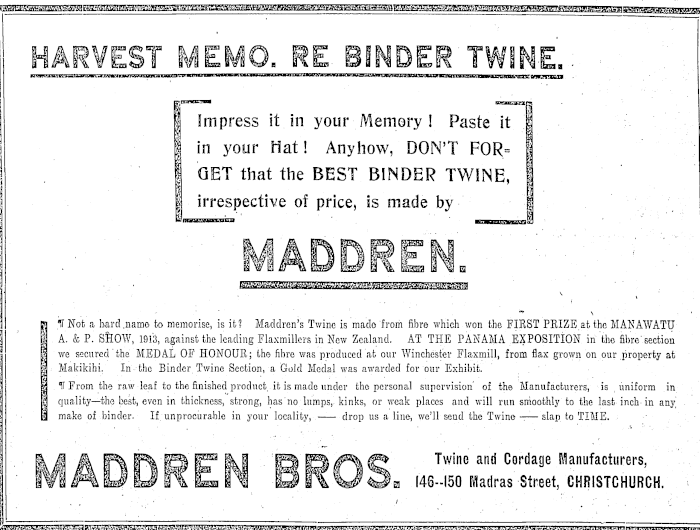 HARVEST MEMO. RE BINDER TWINE.
Impress it in your Memory! Paste it
in your Hat! Anyhow, DON'T FOR=
GET that the BEST BINDER TWINE,
irrespective of price, is made by
MADDREN.
¶ Not a hard name to memorise, is it? Maddren's Twine is made from fibre which won the FIRST PRIZE at the MANAWATU
A. & P. SHOW, 1913, against the leading Flaxmillers in New Zealand. AT THE PANAMA EXPOSITION in the fibre section
we secured the MEDAL OF HONOUR; the fibre was produced at our Winchester Flaxmill, from flax grown on our property at
Makikihi. In the Binder Twine Section, a Gold Medal was awarded for our Exhibit.
¶ From the raw leaf to the finished product it is made under the personal supervision of the Manufacturers, is uniform in
quality—the best, even in thickness, strong, has no lumps, kinks, or weak places and will run smoothly to the last inch in any
make of binder. If unprocurable in your locality, — drop us a line, we'll send the Twine — slap to TIME.
MADDREN BROS.
Twine and Cordage Manufacturers,
146--150 Madras Street, CHRISTCHURCH.